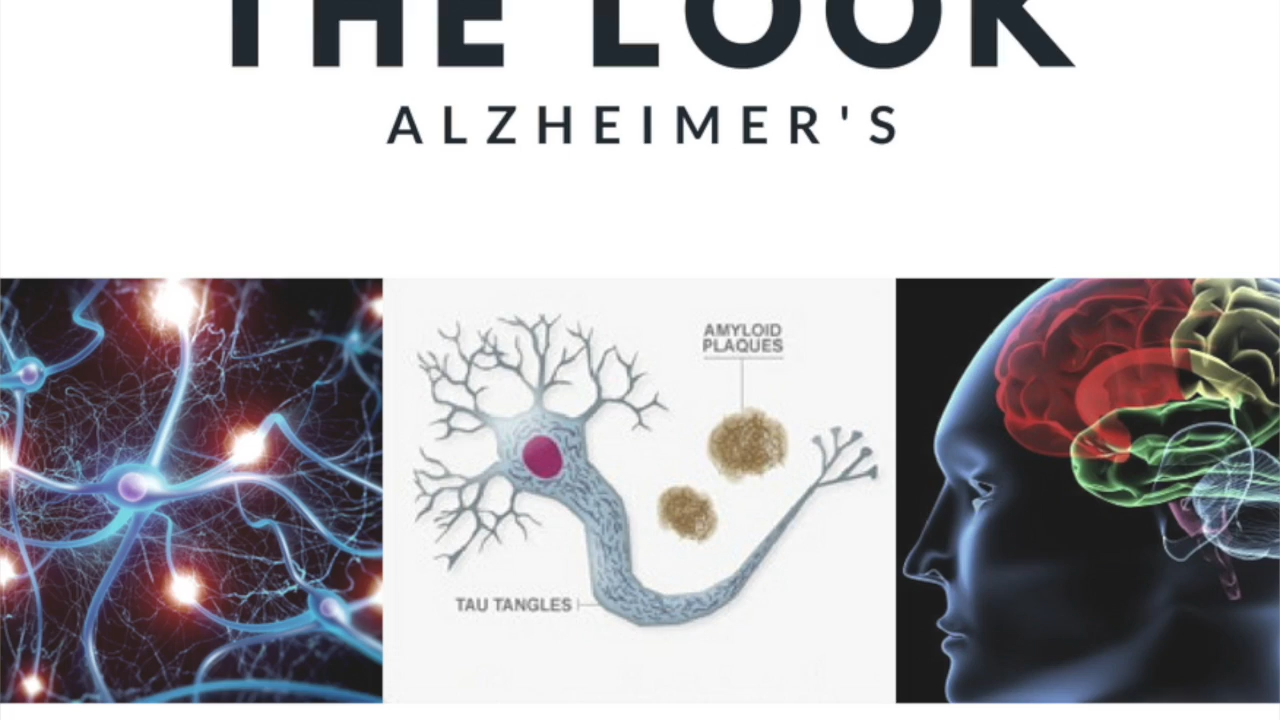 THE LOOK
ALZHEIMER'S
AMYLOID
PLAQUES
TAU TANGLES